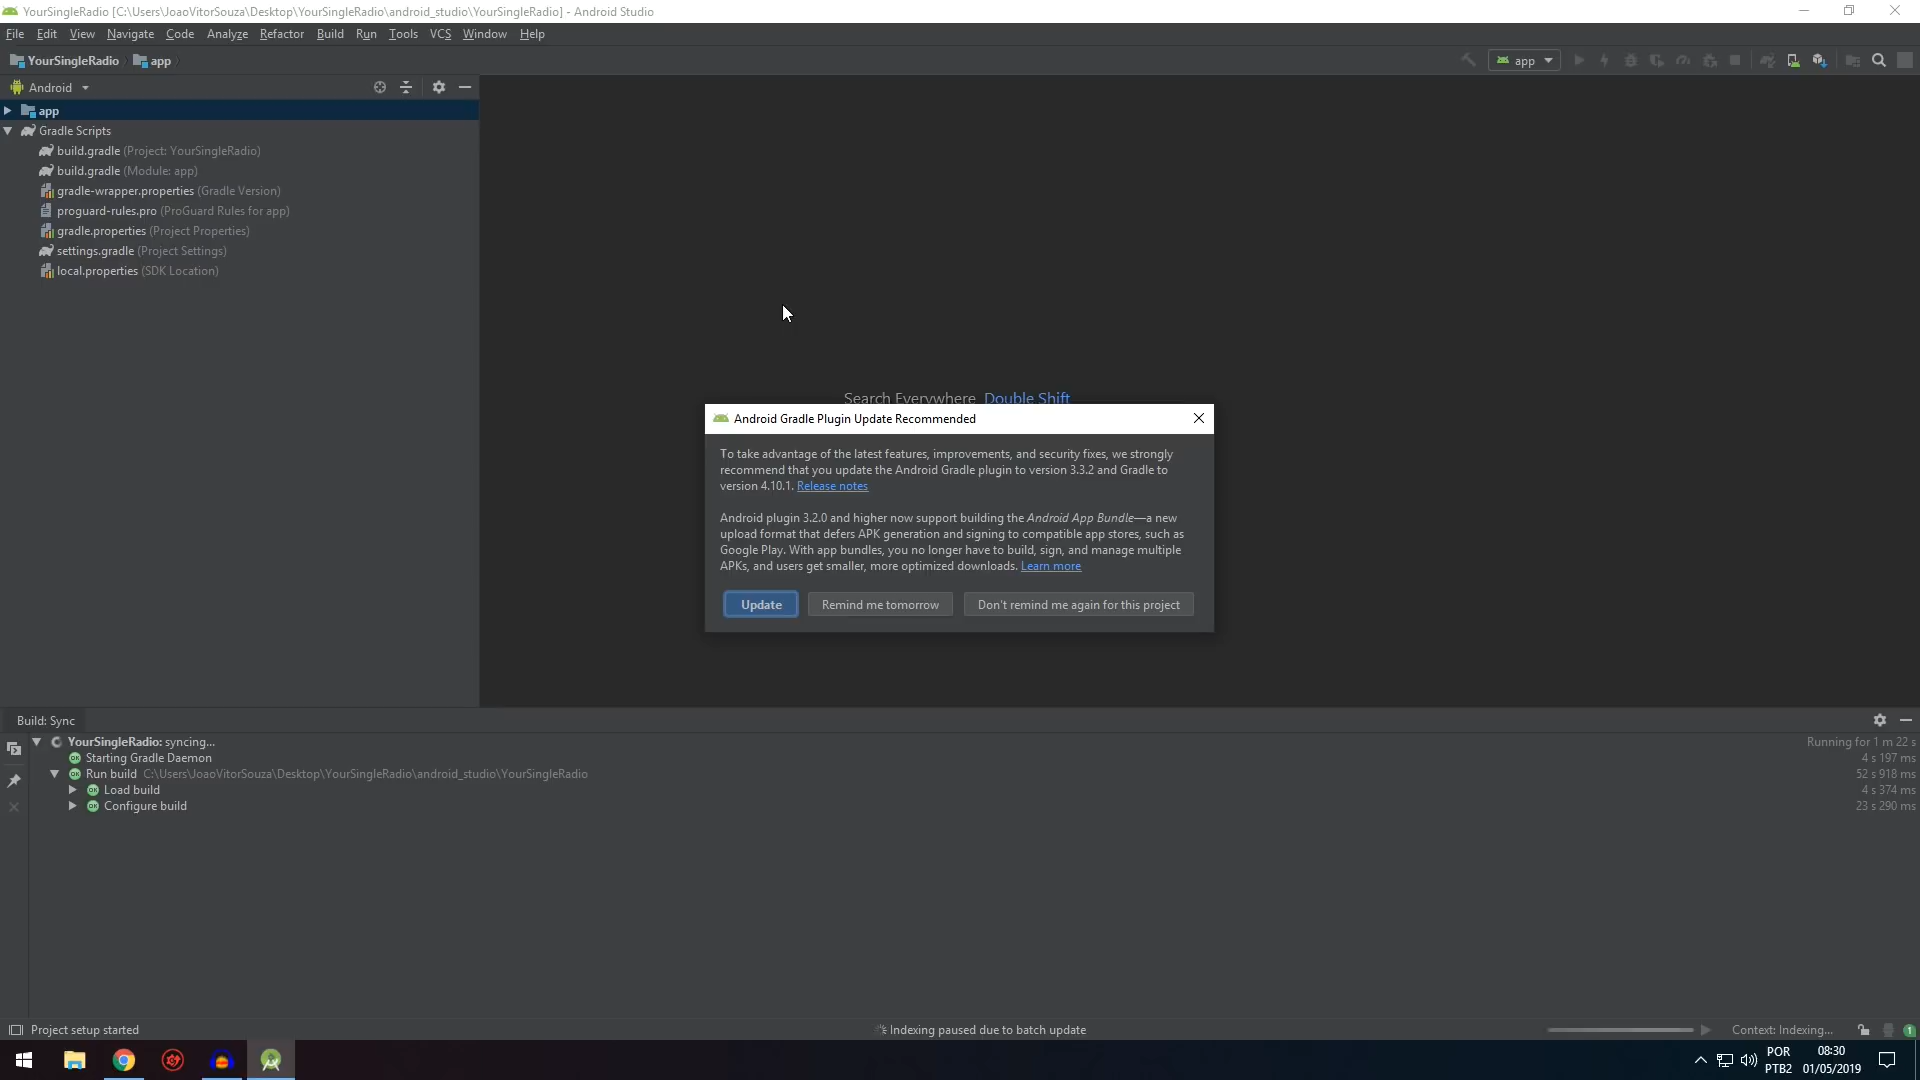 YourSingleRadio [C:\Users\JoaoVitorSouza\Desktop\YourSingleRadio\android_studio\YourSingleRadio] - Android Studio
File Edit View Navigate Code Analyze Refactor Build Run Tools VCS Window Help
YourSingleRadio app
app
Android
app
Gradle Scripts
build.gradle (Project: YourSingleRadio)
build.gradle (Module: app)
gradle-wrapper.properties (Gradle Version)
proguard-rules.pro (ProGuard Rules for app)
gradle.properties (Project Properties)
settings.gradle (Project Settings)
local.properties (SDK Location)
Search Everywhere Double Shift
Android Gradle Plugin Update Recommended
To take advantage of the latest features, improvements, and security fixes, we strongly
recommend that you update the Android Gradle plugin to version 3.3.2 and Gradle to
version 4.10.1. Release notes
Android plugin 3.2.0 and higher now support building the Android App Bundle—a new
upload format that defers APK generation and signing to compatible app stores, such as
Google Play. With app bundles, you no longer have to build, sign, and manage multiple
APKs, and users get smaller, more optimized downloads. Learn more
Update Remind me tomorrow Don't remind me again for this project
Build: Sync
YourSingleRadio: syncing... Running for 1 m 22 s
Starting Gradle Daemon 4 s 197 ms
Run build C:\Users\JoaoVitorSouza\Desktop\YourSingleRadio\android_studio\YourSingleRadio 52 s 918 ms
Load build 4 s 374 ms
Configure build 23 s 290 ms
Project setup started Indexing paused due to batch update Context: Indexing... 1
POR 08:30
PTB2 01/05/2019